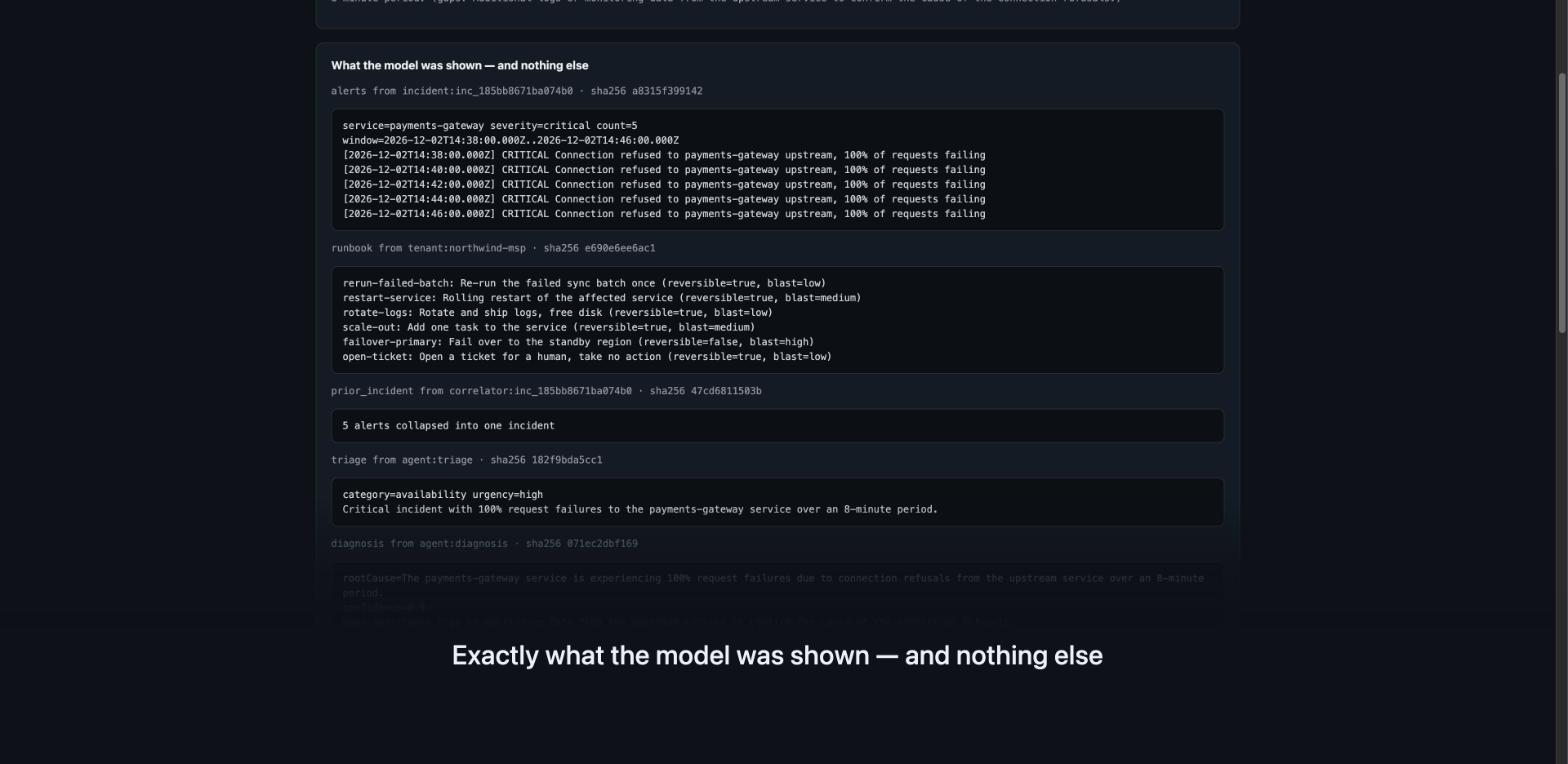 What the model was shown — and nothing else
alerts from incident:inc_185bb8671ba074b0 · sha256 a8315f399142
service=payments-gateway severity=critical count=5
window=2026-12-02T14:38:00.000Z..2026-12-02T14:46:00.000Z
[2026-12-02T14:38:00.000Z] CRITICAL Connection refused to payments-gateway upstream, 100% of requests failing
[2026-12-02T14:40:00.000Z] CRITICAL Connection refused to payments-gateway upstream, 100% of requests failing
[2026-12-02T14:42:00.000Z] CRITICAL Connection refused to payments-gateway upstream, 100% of requests failing
[2026-12-02T14:44:00.000Z] CRITICAL Connection refused to payments-gateway upstream, 100% of requests failing
[2026-12-02T14:46:00.000Z] CRITICAL Connection refused to payments-gateway upstream, 100% of requests failing
runbook from tenant:northwind-msp · sha256 e690e6ee6ac1
rerun-failed-batch: Re-run the failed sync batch once (reversible=true, blast=low)
restart-service: Rolling restart of the affected service (reversible=true, blast=medium)
rotate-logs: Rotate and ship logs, free disk (reversible=true, blast=low)
scale-out: Add one task to the service (reversible=true, blast=medium)
failover-primary: Fail over to the standby region (reversible=false, blast=high)
open-ticket: Open a ticket for a human, take no action (reversible=true, blast=low)
prior_incident from correlator:inc_185bb8671ba074b0 · sha256 47cd6811503b
5 alerts collapsed into one incident
triage from agent:triage · sha256 182f9bda5cc1
category=availability urgency=high
Critical incident with 100% request failures to the payments-gateway service over an 8-minute period.
diagnosis from agent:diagnosis · sha256 071ec2dbf169
rootCause=The payments-gateway service is experiencing 100% request failures due to connection refusals from the upstream service over an 8-minute
period.
Exactly what the model was shown — and nothing else